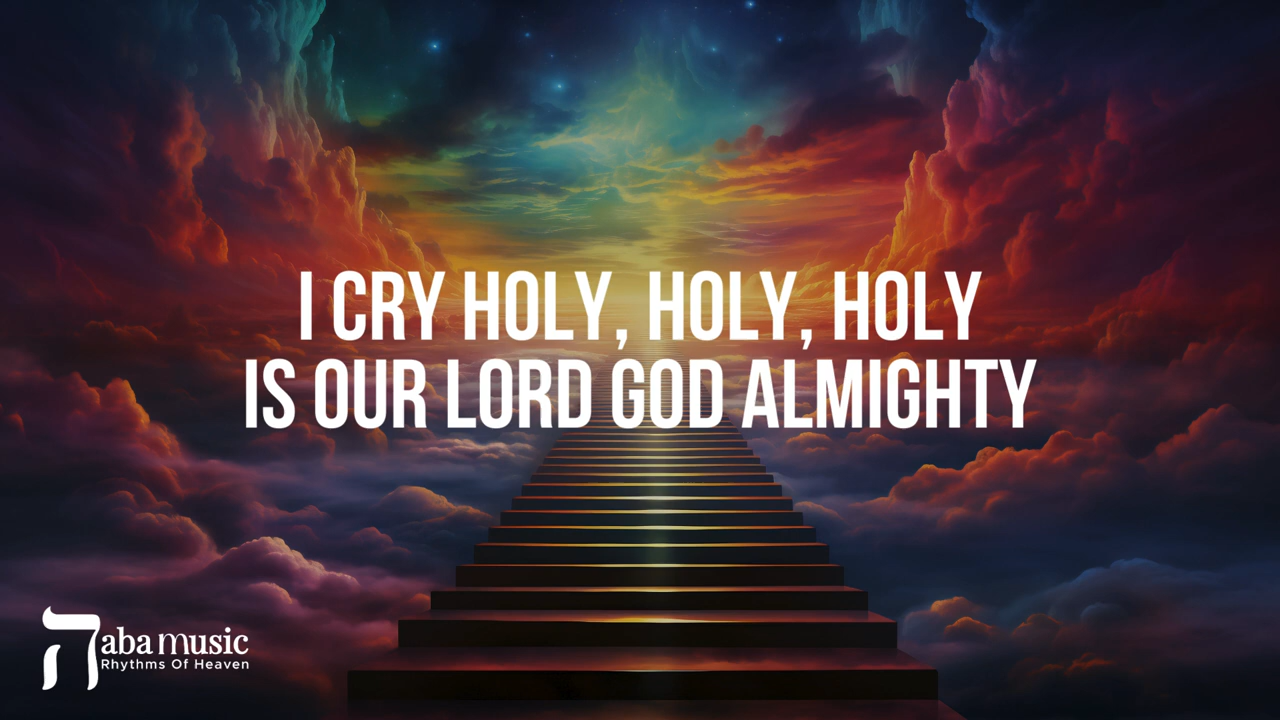 I CRY HOLY, HOLY, HOLY
IS OUR LORD GOD ALMIGHTY
ת aba music
Rhythms Of Heaven